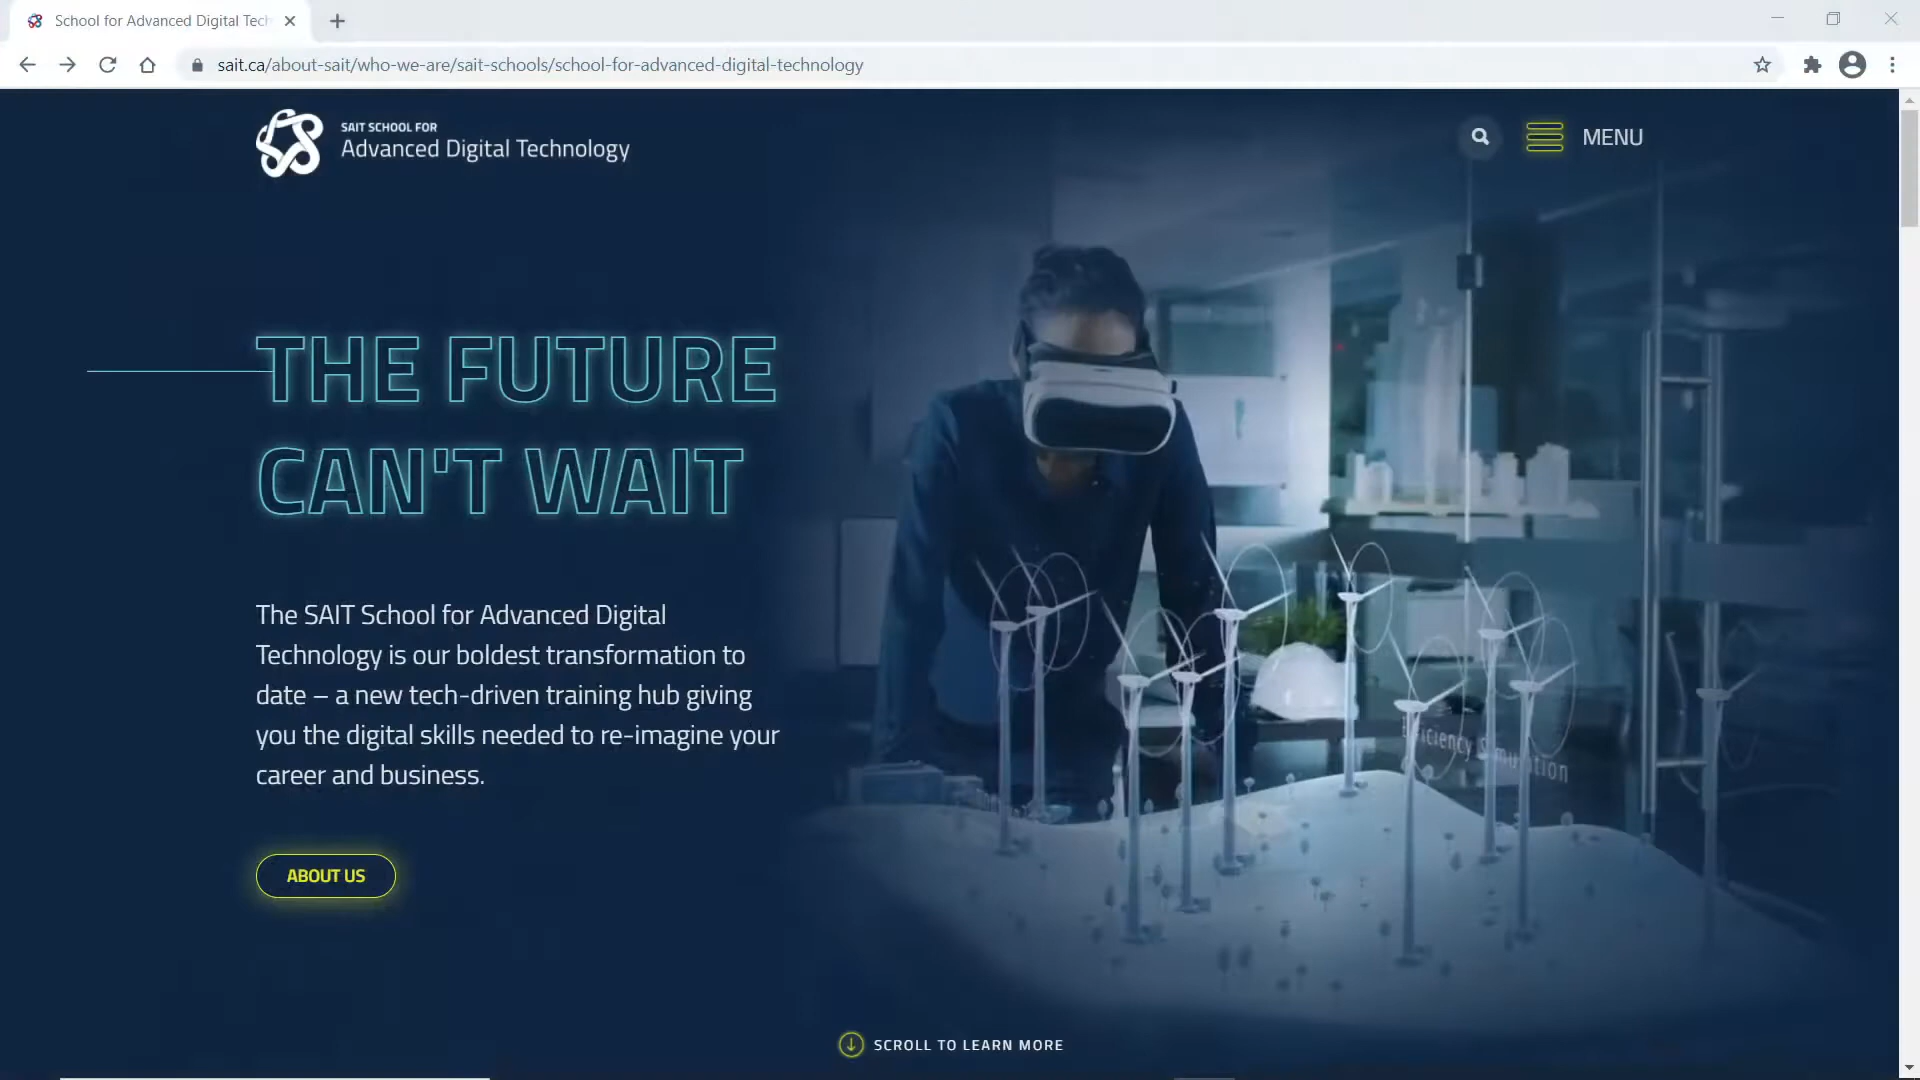 School for Advanced Digital Tech
sait.ca/about-sait/who-we-are/sait-schools/school-for-advanced-digital-technology
SAIT SCHOOL FOR
Advanced Digital Technology
MENU
THE FUTURE
CAN'T WAIT
The SAIT School for Advanced Digital
Technology is our boldest transformation to
date – a new tech-driven training hub giving
you the digital skills needed to re-imagine your
career and business.
Efficiency Simulation
ABOUT US
SCROLL TO LEARN MORE